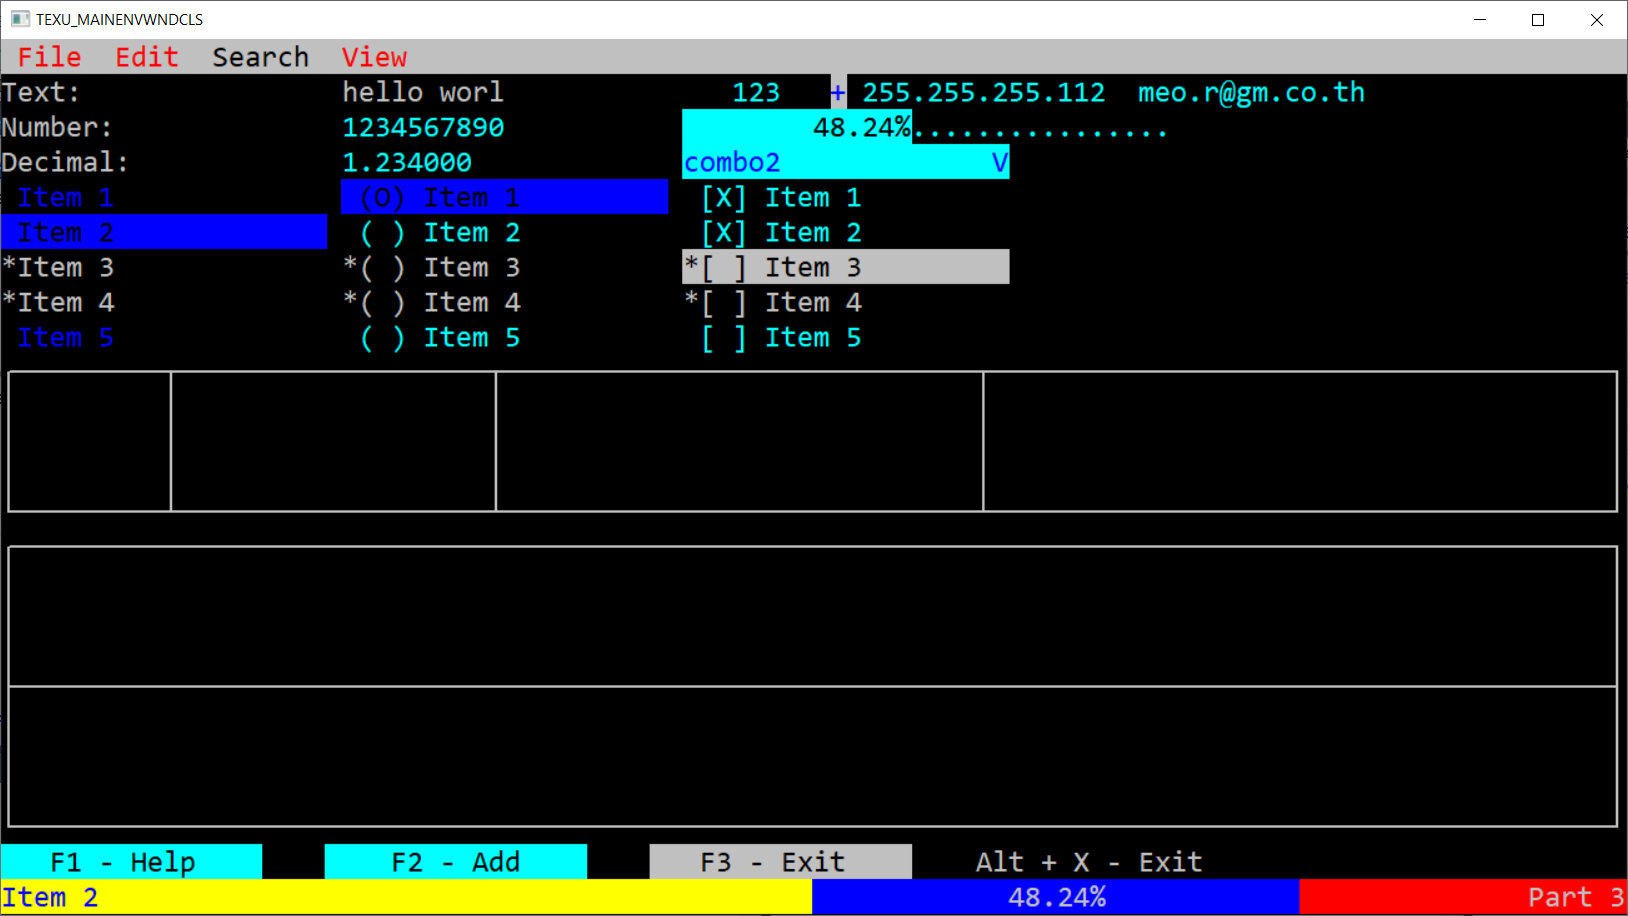 TEXU_MAINENVWNDCLS
File Edit Search View
Text: hello worl 123 + 255.255.255.112 meo.r@gm.co.th
Number: 1234567890 48.24%................
Decimal: 1.234000 combo2 V
Item 1 (O) Item 1 [X] Item 1
Item 2 ( ) Item 2 [X] Item 2
*Item 3 *( ) Item 3 *[ ] Item 3
*Item 4 *( ) Item 4 *[ ] Item 4
Item 5 ( ) Item 5 [ ] Item 5
F1 - Help F2 - Add F3 - Exit Alt + X - Exit
Item 2 48.24% Part 3